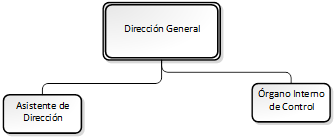 Dirección General
Asistente de
Dirección
Órgano Interno
de Control